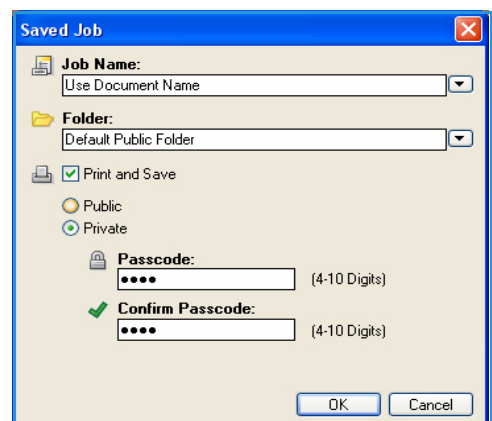 Saved Job
Job Name:
Use Document Name
Folder:
Default Public Folder
Print and Save
Public
Private
Passcode:
•••• (4-10 Digits)
Confirm Passcode:
•••• (4-10 Digits)
OK Cancel